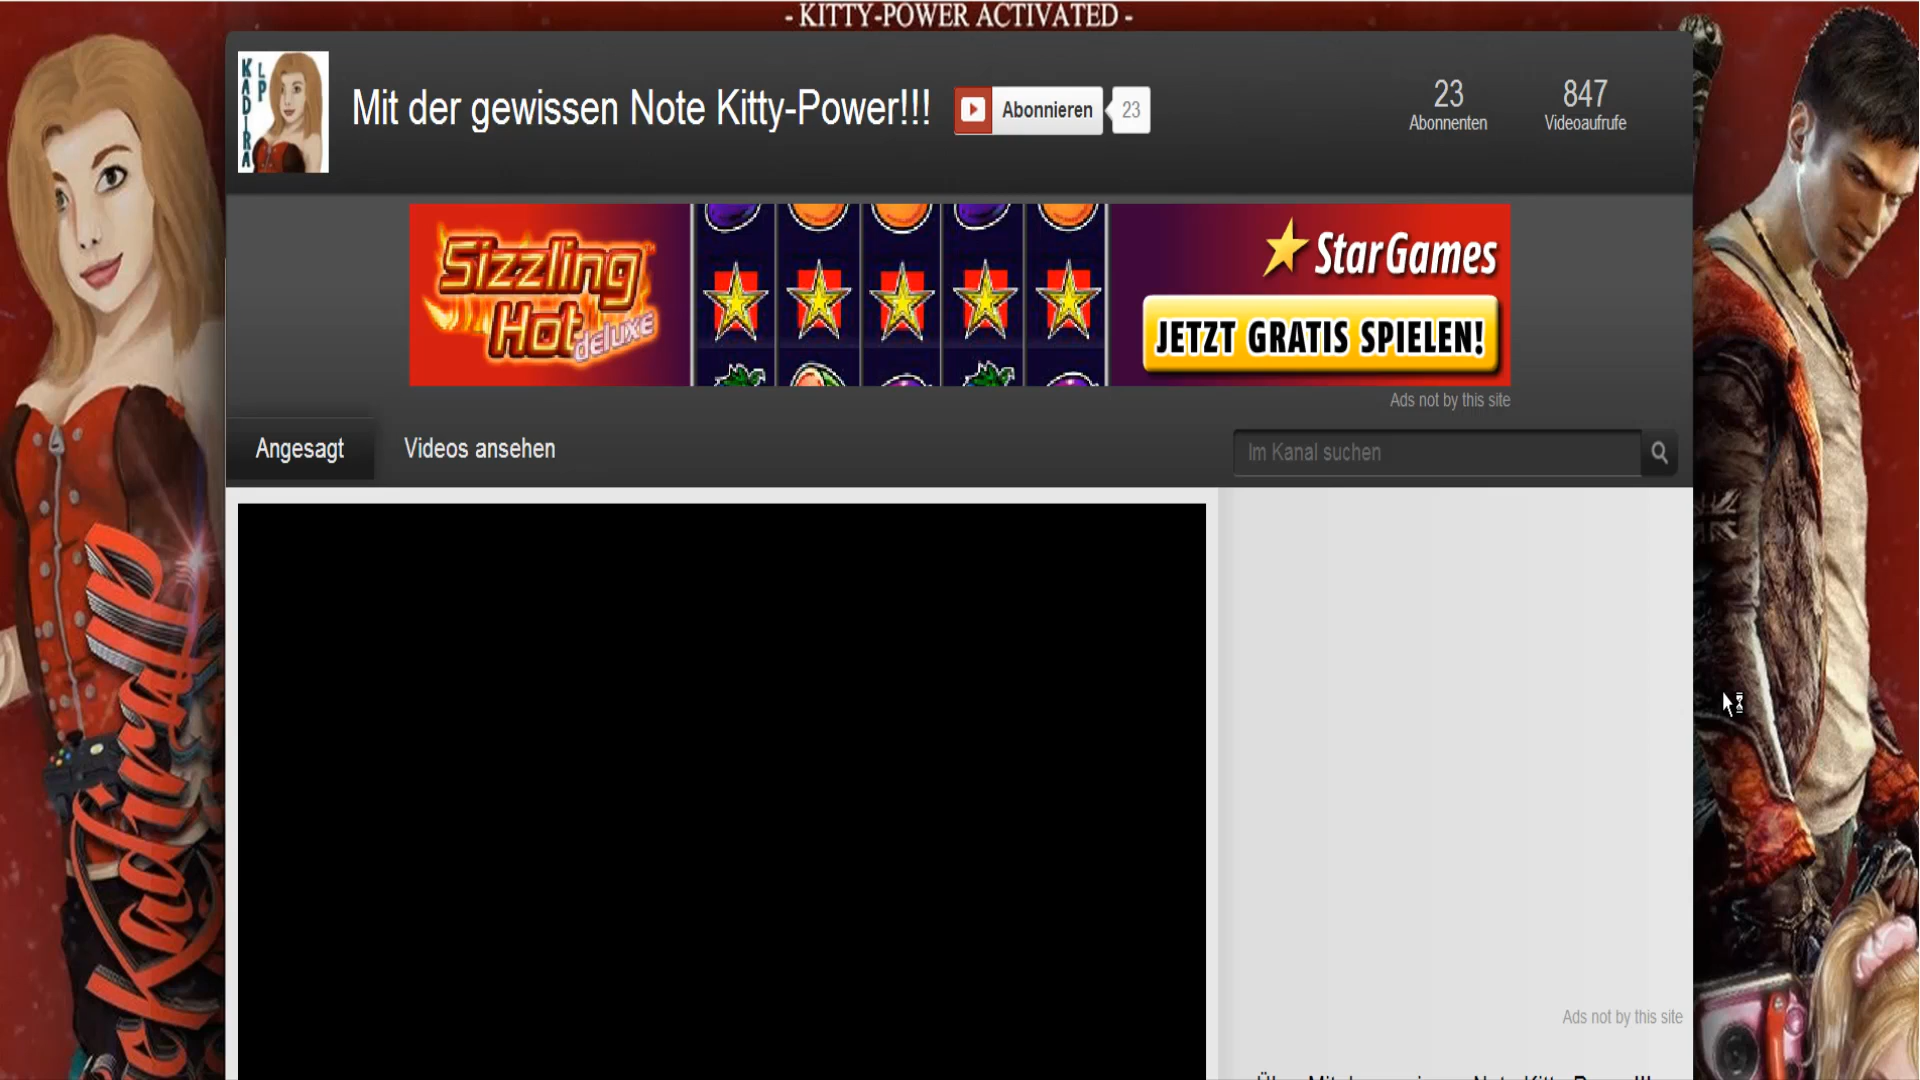 - KITTY-POWER ACTIVATED -
KADIRA
LP
Mit der gewissen Note Kitty-Power!!!
Abonnieren
23
23
Abonnenten
847
Videoaufrufe
Sizzling
Hot
deluxe
StarGames
JETZT GRATIS SPIELEN!
Ads not by this site
Angesagt
Videos ansehen
Im Kanal suchen
Ads not by this site